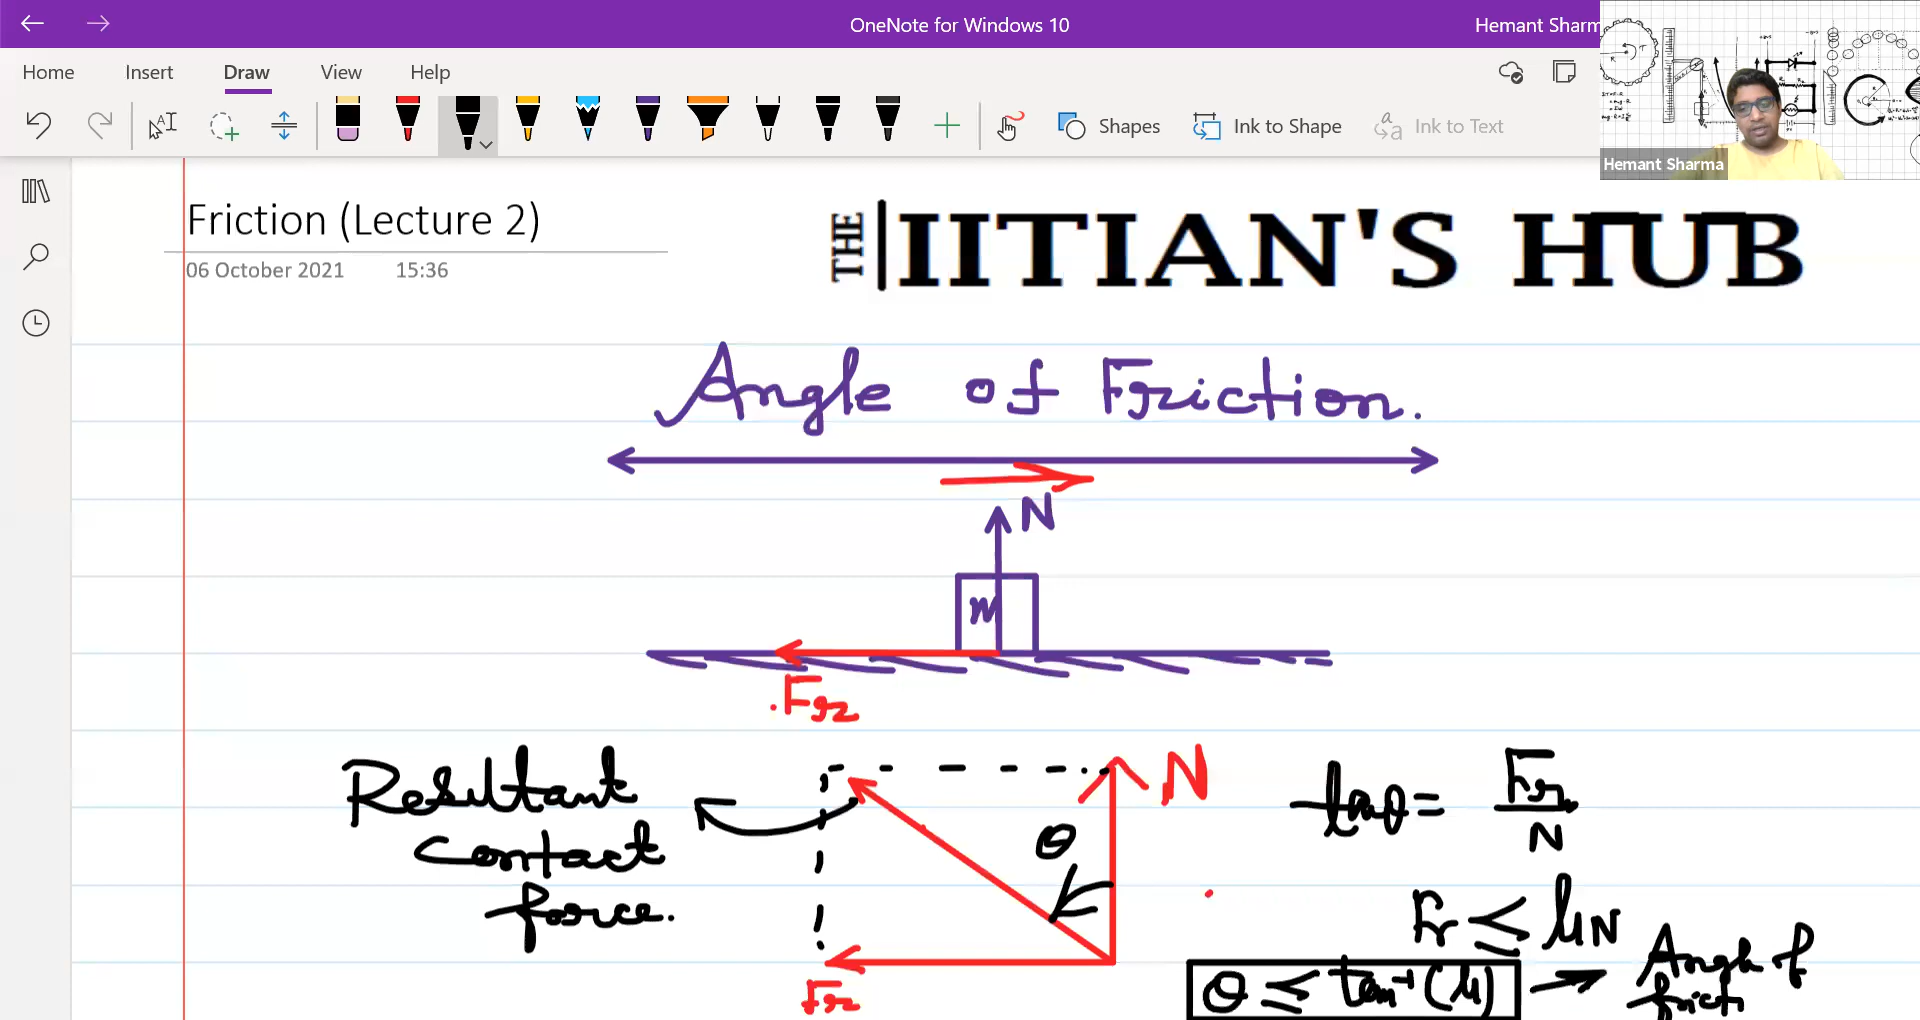 OneNote for Windows 10
Hemant Sharm
Home Insert Draw View Help
Shapes Ink to Shape Ink to Text
Hemant Sharma
Friction (Lecture 2)
06 October 2021 15:36
THE IITIAN'S HUB
Angle of Friction.
N
m
Fr
Resultant
contact
force.
θ
N
Fr
tanθ = Fr / N
Fr ≤ μN
θ ≤ tan⁻¹(μ) → Angle of
fricti